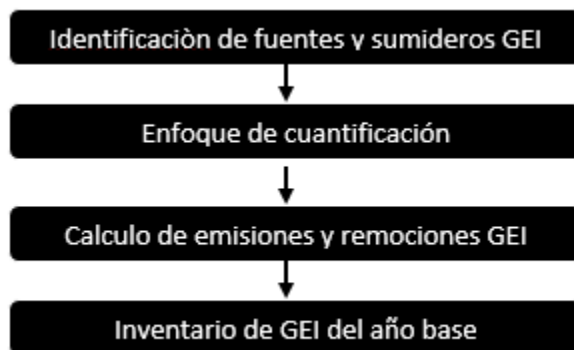 Identificaciòn de fuentes y sumideros GEI
Enfoque de cuantificación
Calculo de emisiones y remociones GEI
Inventario de GEI del año base